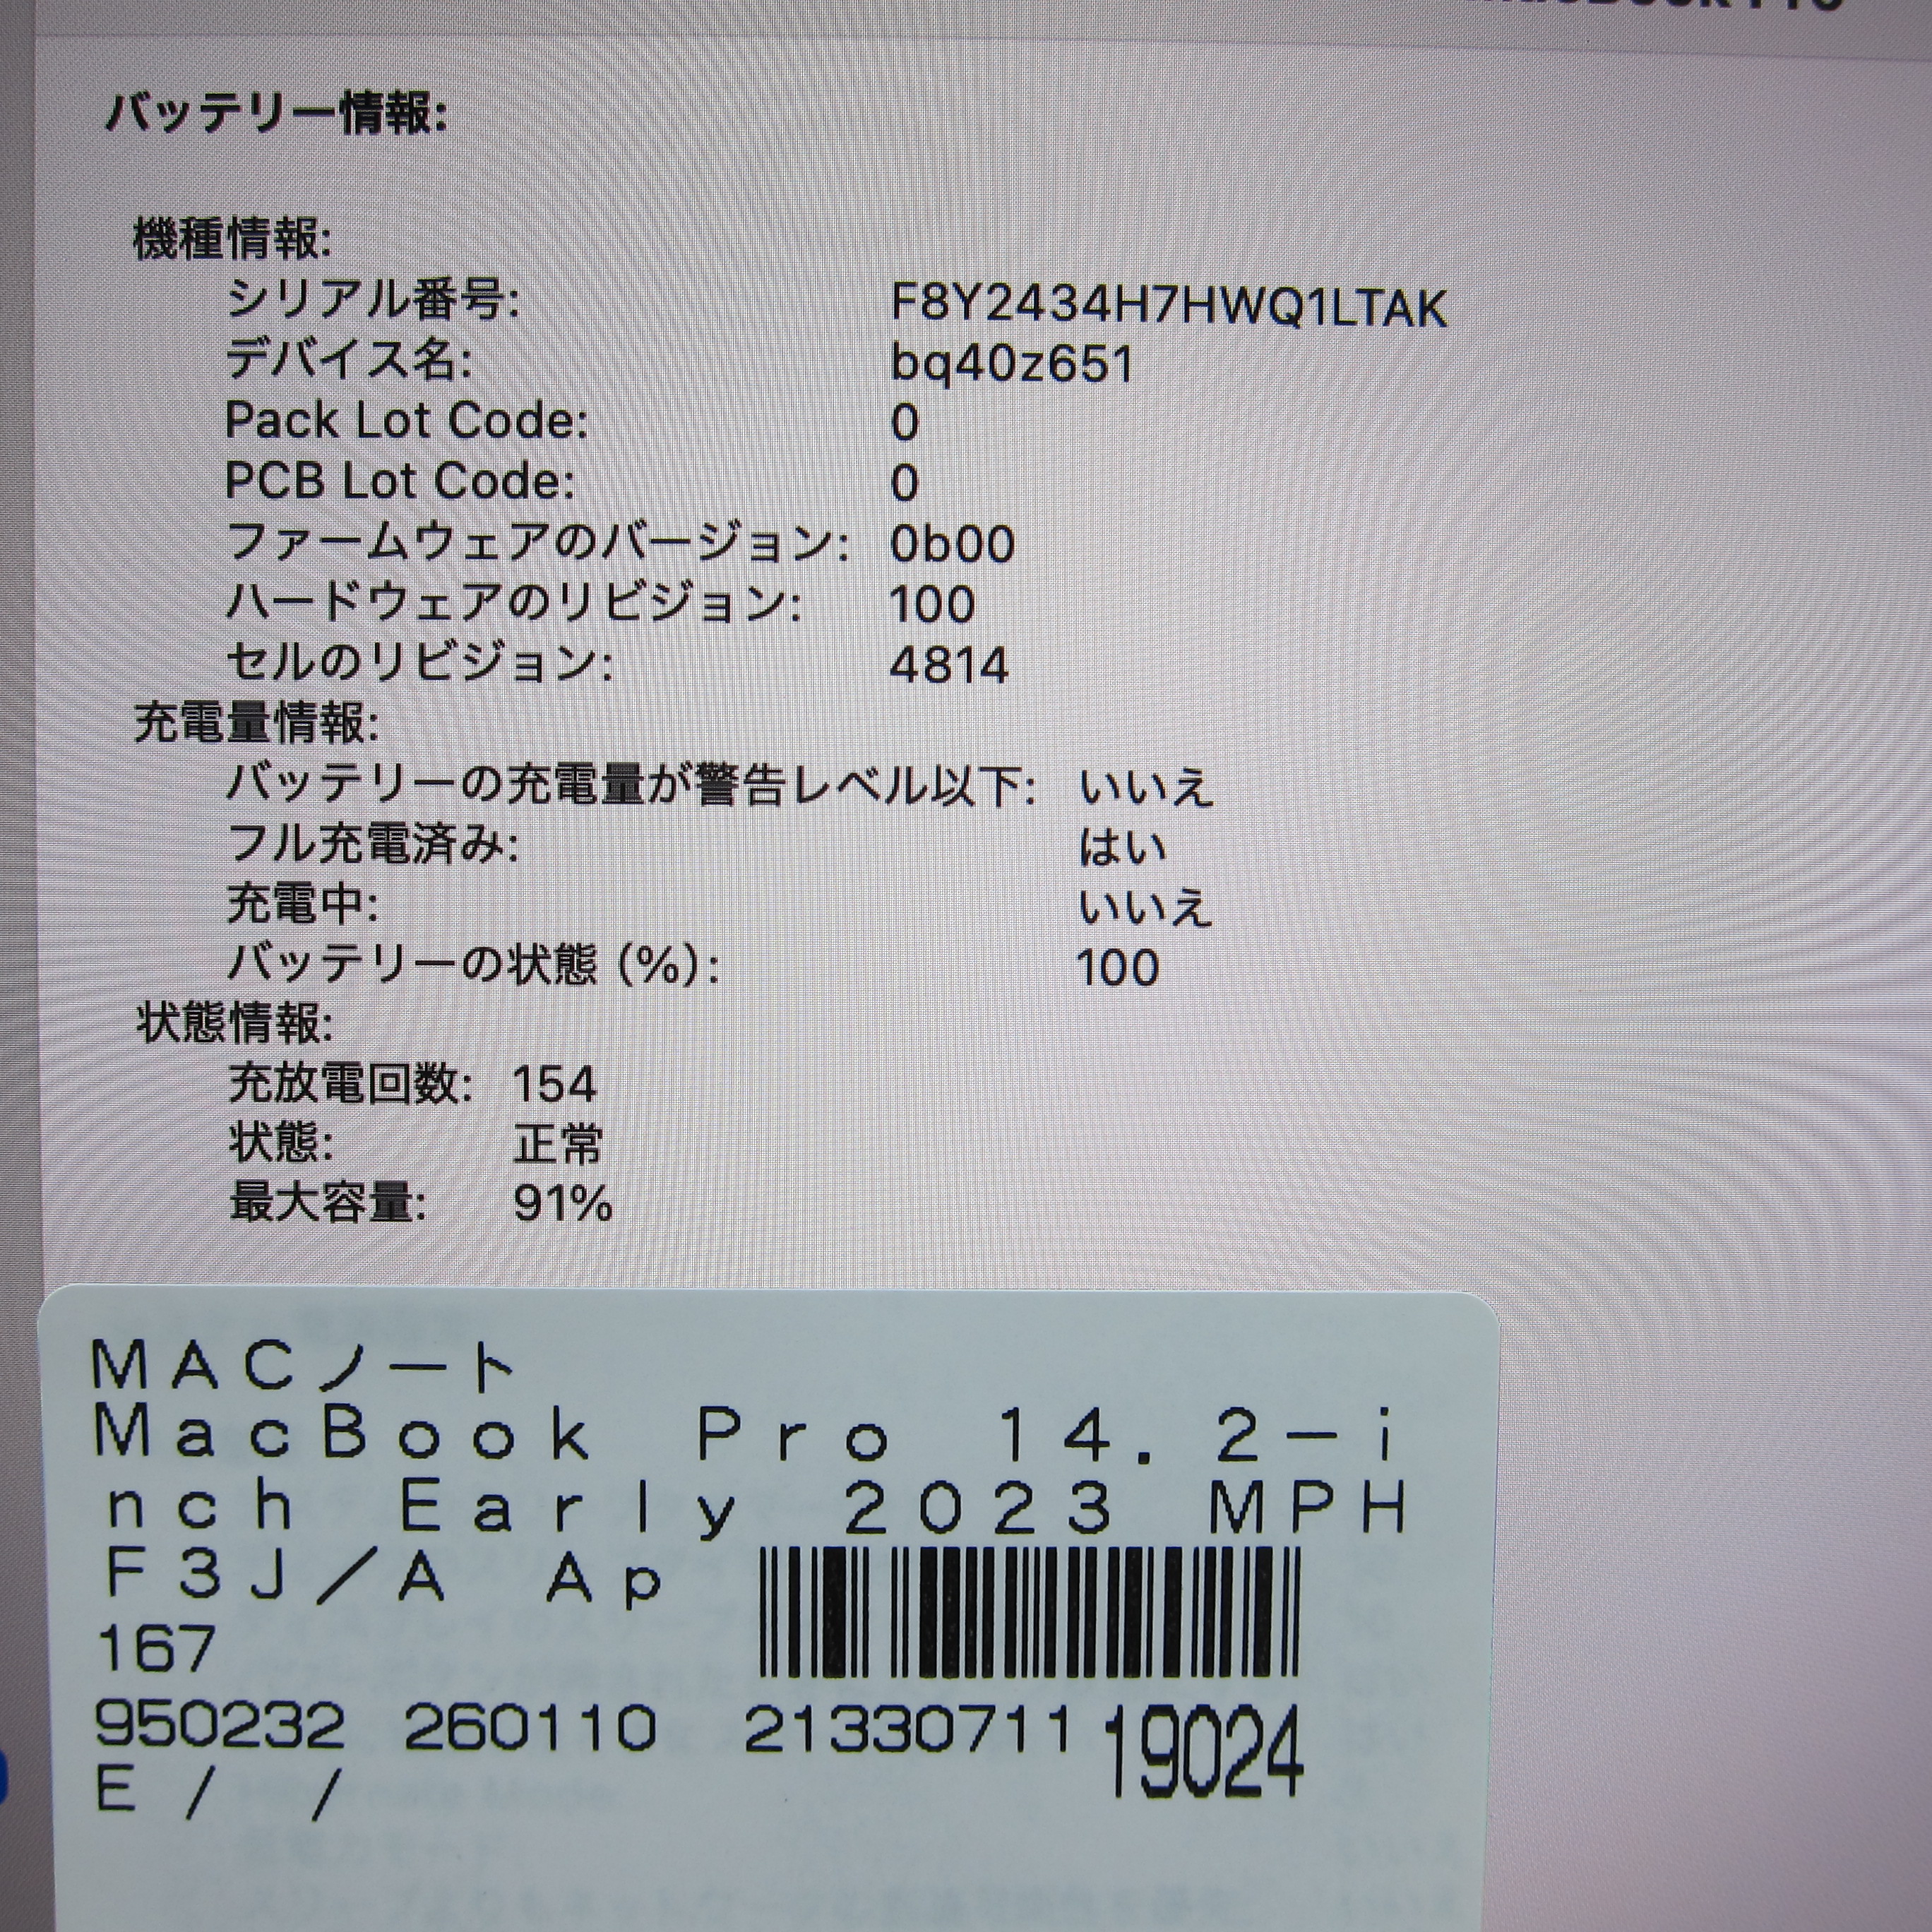 バッテリー情報:
機種情報:
シリアル番号: F8Y2434H7HWQ1LTAK
デバイス名: bq40z651
Pack Lot Code: 0
PCB Lot Code: 0
ファームウェアのバージョン: 0b00
ハードウェアのリビジョン: 100
セルのリビジョン: 4814
充電量情報:
バッテリーの充電量が警告レベル以下: いいえ
フル充電済み: はい
充電中: いいえ
バッテリーの状態 (%): 100
状態情報:
充放電回数: 154
状態: 正常
最大容量: 91%
MACノート
MacBook Pro 14.2-i
nch Early 2023 MPH
F3J/A Ap
167
950232 260110 21330711 19024
E / /